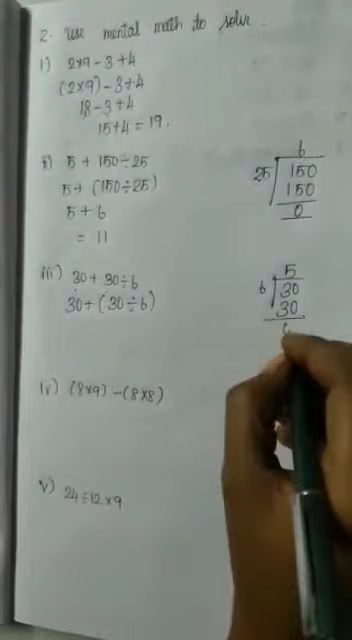 2. Use mental math to solve :
i) 2×9-3+4
(2×9)-3+4
18-3+4
15+4=19.
ii) 5+150÷25
5+(150÷25)
5+6
= 11
6
25 150
150
0
iii) 30+30÷6
30+(30÷6)
5
6 30
30
iv) (8×9)-(8×8)
v) 24÷12×9